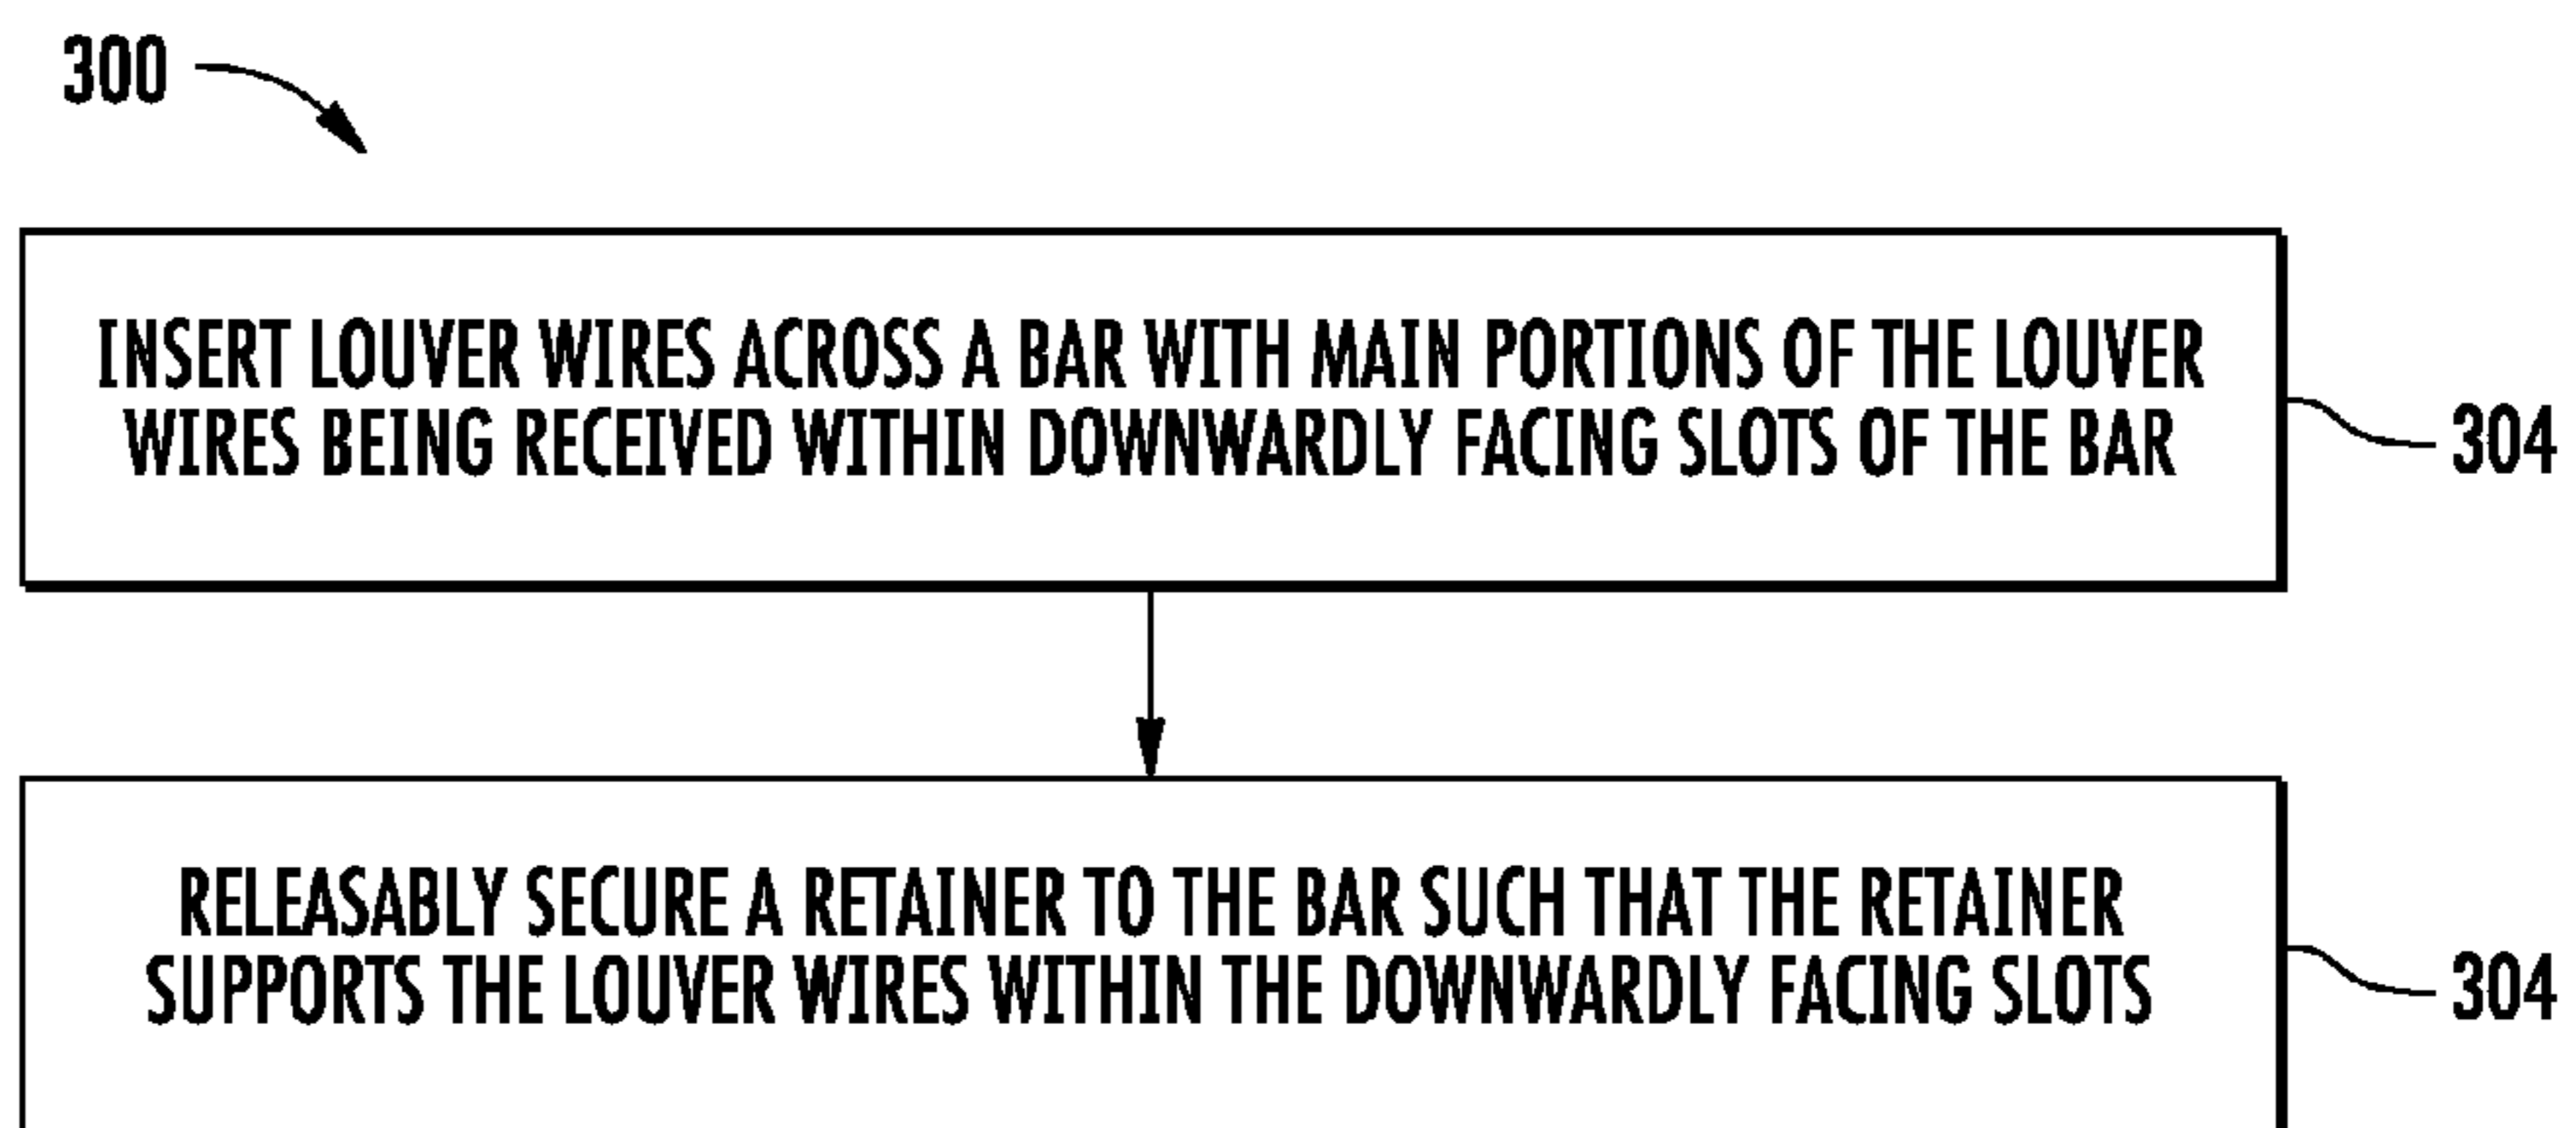 300
INSERT LOUVER WIRES ACROSS A BAR WITH MAIN PORTIONS OF THE LOUVER
WIRES BEING RECEIVED WITHIN DOWNWARDLY FACING SLOTS OF THE BAR
304
RELEASABLY SECURE A RETAINER TO THE BAR SUCH THAT THE RETAINER
SUPPORTS THE LOUVER WIRES WITHIN THE DOWNWARDLY FACING SLOTS
304